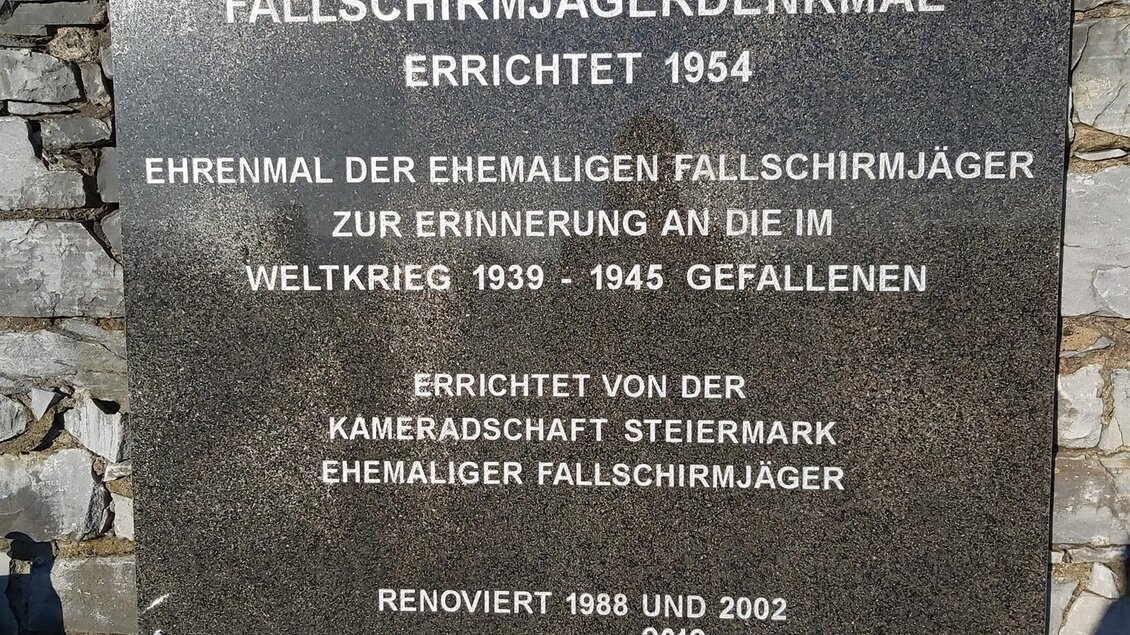 FALLSCHIRMJÄGERDENKMAL
ERRICHTET 1954
EHRENMAL DER EHEMALIGEN FALLSCHIRMJÄGER
ZUR ERINNERUNG AN DIE IM
WELTKRIEG 1939 - 1945 GEFALLENEN
ERRICHTET VON DER
KAMERADSCHAFT STEIERMARK
EHEMALIGER FALLSCHIRMJÄGER
RENOVIERT 1988 UND 2002